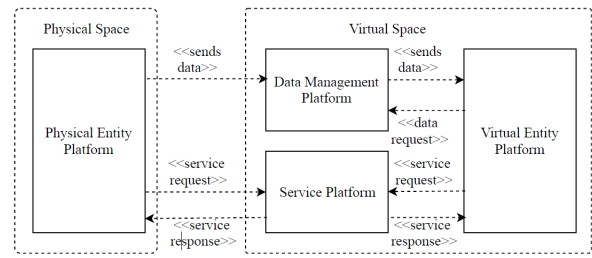 Physical Space
Virtual Space
<<sends
data>>
<<sends
data>>
Data Management
Platform
<<data
request>>
Physical Entity
Platform
Virtual Entity
Platform
<<service
request>>
<<service
request>>
Service Platform
<<service
response>>
<<service
response>>